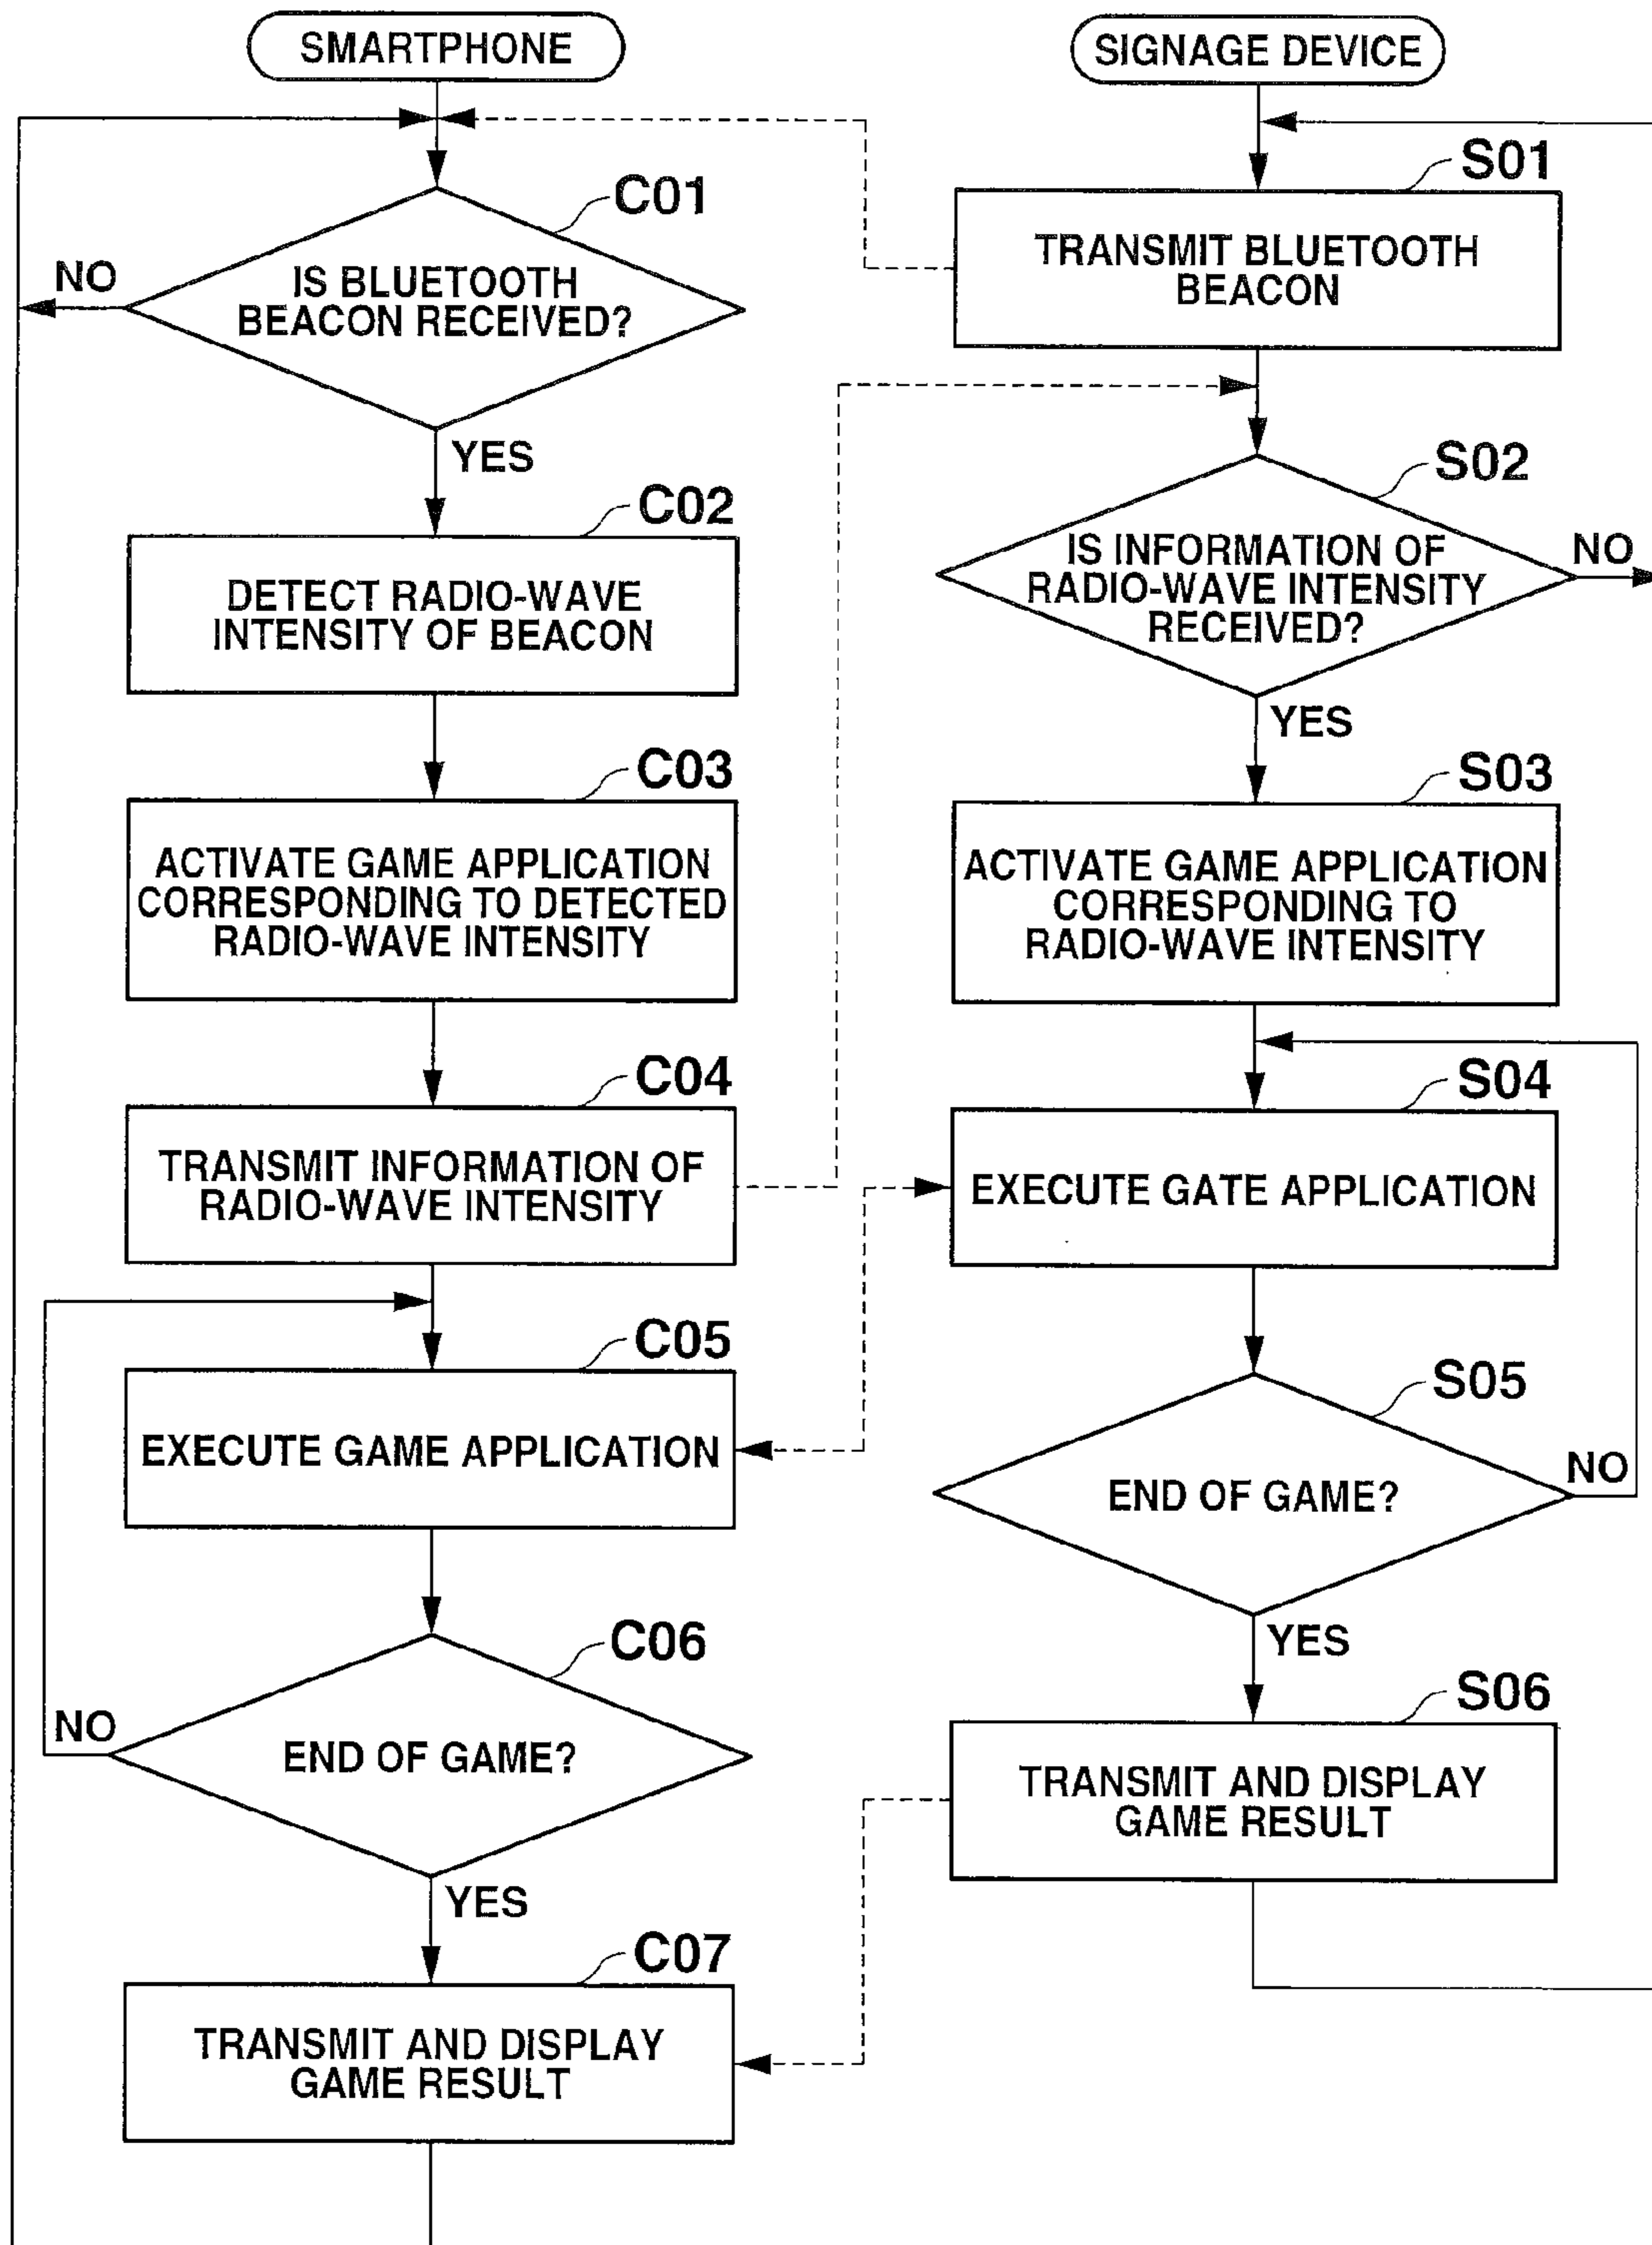 SMARTPHONE
C01
IS BLUETOOTH
BEACON RECEIVED?
NO
YES
C02
DETECT RADIO-WAVE
INTENSITY OF BEACON
C03
ACTIVATE GAME APPLICATION
CORRESPONDING TO DETECTED
RADIO-WAVE INTENSITY
C04
TRANSMIT INFORMATION OF
RADIO-WAVE INTENSITY
C05
EXECUTE GAME APPLICATION
C06
END OF GAME?
NO
YES
C07
TRANSMIT AND DISPLAY
GAME RESULT
SIGNAGE DEVICE
S01
TRANSMIT BLUETOOTH
BEACON
S02
IS INFORMATION OF
RADIO-WAVE INTENSITY
RECEIVED?
NO
YES
S03
ACTIVATE GAME APPLICATION
CORRESPONDING TO
RADIO-WAVE INTENSITY
S04
EXECUTE GATE APPLICATION
S05
END OF GAME?
NO
YES
S06
TRANSMIT AND DISPLAY
GAME RESULT